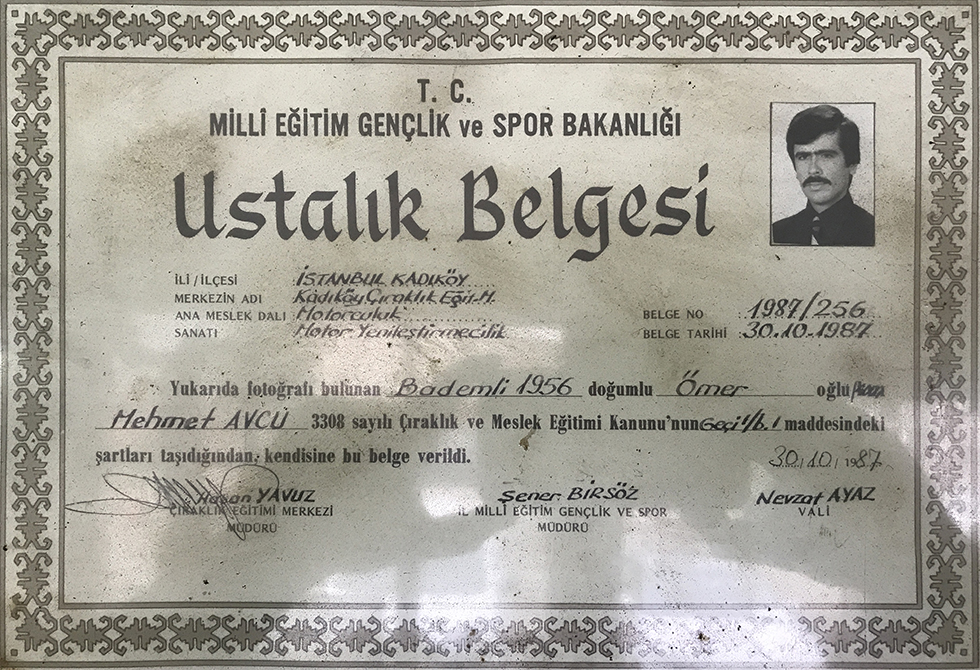 T. C.
MİLLÎ EĞİTİM GENÇLİK ve SPOR BAKANLIĞI
Ustalık Belgesi
İLİ / İLÇESİ : İSTANBUL KADIKÖY
MERKEZİN ADI : Kadıköy Çıraklık Eğit. M.
ANA MESLEK DALI : Motorculuk
SANATI : Motor Yenileştirmecilik
BELGE NO : 1987/256
BELGE TARİHİ : 30.10.1987
Yukarıda fotoğrafı bulunan Bademli 1956 doğumlu Ömer oğlu/kızı
Mehmet AVCU 3308 sayılı Çıraklık ve Meslek Eğitimi Kanunu'nun maddesindeki
şartları taşıdığından, kendisine bu belge verildi. 30/10/1987
Hasan YAVUZ
ÇIRAKLIK EĞİTİMİ MERKEZİ
MÜDÜRÜ
Şener BİRSÖZ
İL MİLLÎ EĞİTİM GENÇLİK VE SPOR
MÜDÜRÜ
Nevzat AYAZ
VALİ